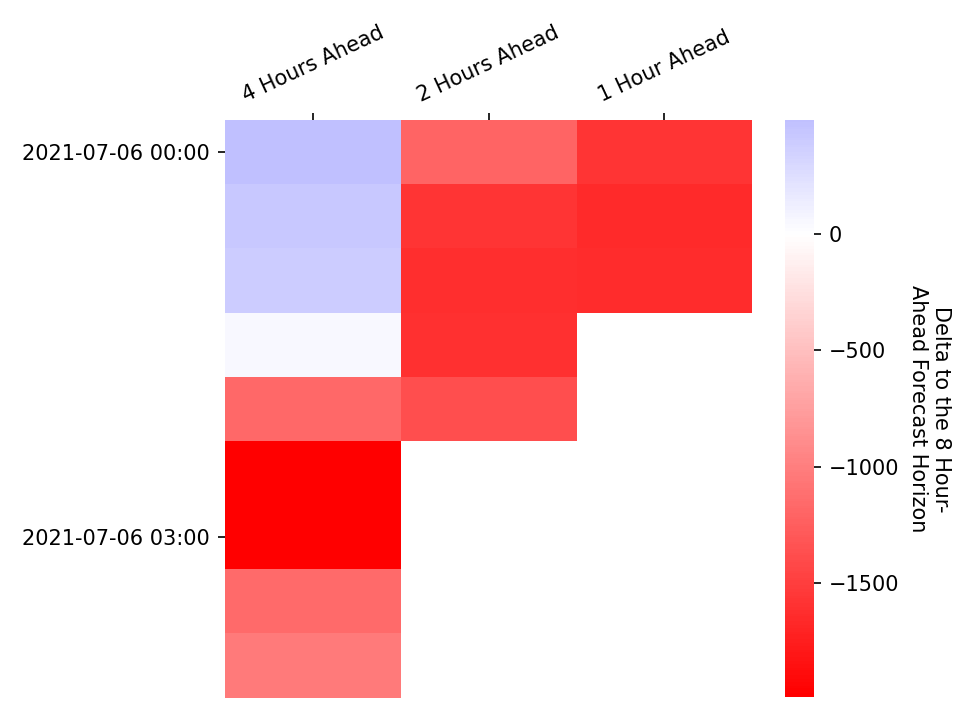 4 Hours Ahead
2 Hours Ahead
1 Hour Ahead
2021-07-06 00:00
2021-07-06 03:00
0
−500
−1000
−1500
Delta to the 8 Hour-
Ahead Forecast Horizon